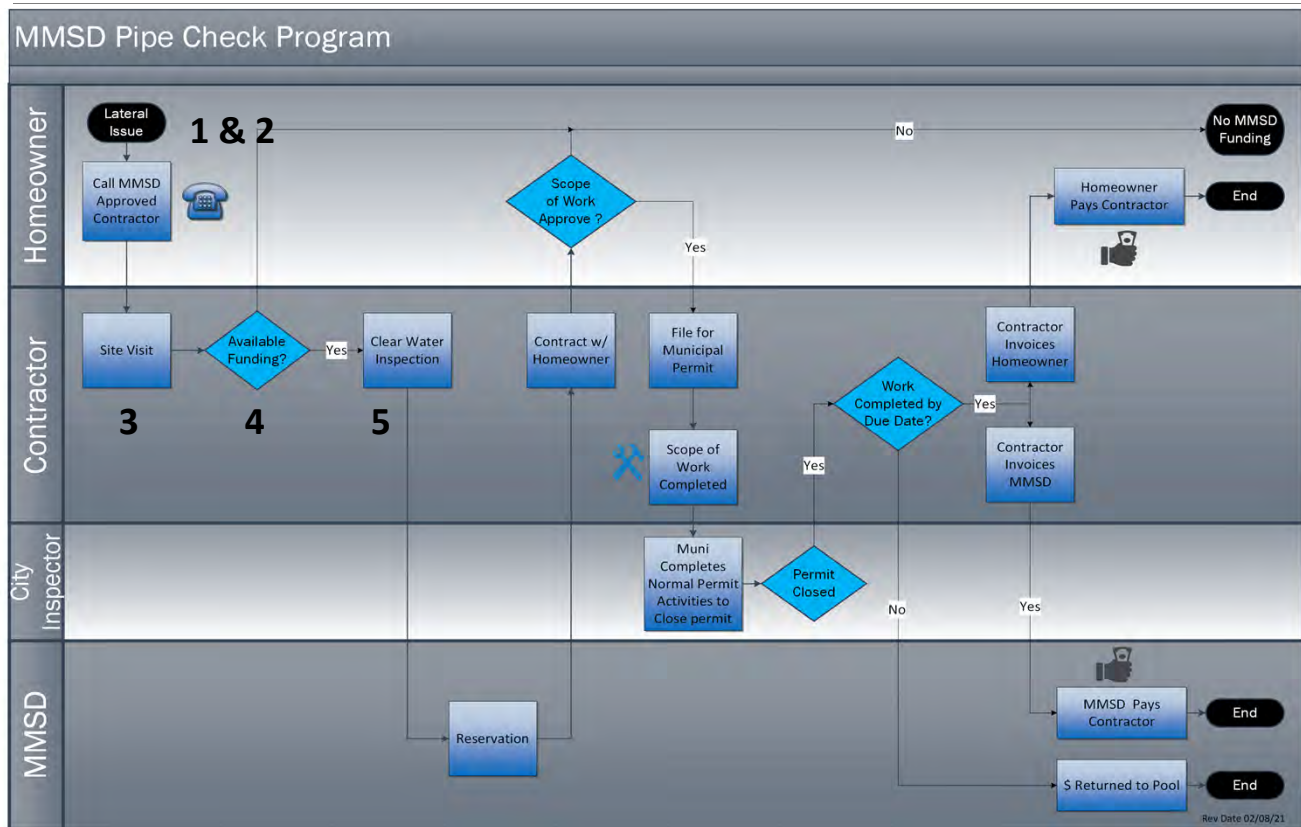 MMSD Pipe Check Program
Homeowner
Lateral
Issue
1 & 2
Call MMSD
Approved
Contractor
Scope
of Work
Approve ?
No
No MMSD
Funding
Homeowner
Pays Contractor
End
Yes
Contractor
Site Visit
Available
Funding?
Yes
Clear Water
Inspection
Contract w/
Homeowner
File for
Municipal
Permit
Contractor
Invoices
Homeowner
Work
Completed by
Due Date?
Yes
3
4
5
Scope of
Work
Completed
Yes
Contractor
Invoices
MMSD
City
Inspector
Muni
Completes
Normal Permit
Activities to
Close permit
Permit
Closed
No
Yes
MMSD
Reservation
MMSD Pays
Contractor
End
$ Returned to Pool
End
Rev Date 02/08/21